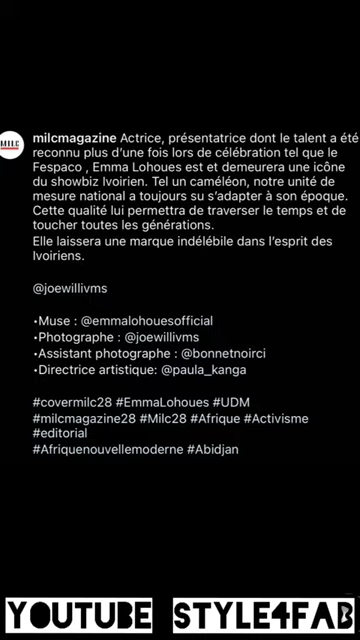 MILC
milcmagazine Actrice, présentatrice dont le talent a été
reconnu plus d'une fois lors de célébration tel que le
Fespaco , Emma Lohoues est et demeurera une icône
du showbiz Ivoirien. Tel un caméléon, notre unité de
mesure national a toujours su s'adapter à son époque.
Cette qualité lui permettra de traverser le temps et de
toucher toutes les générations.
Elle laissera une marque indélébile dans l'esprit des
Ivoiriens.
@joewillivms
•Muse : @emmalohouesofficial
•Photographe : @joewillivms
•Assistant photographe : @bonnetnoirci
•Directrice artistique: @paula_kanga
#covermilc28 #EmmaLohoues #UDM
#milcmagazine28 #Milc28 #Afrique #Activisme
#editorial
#Afriquenouvellemoderne #Abidjan
YOUTUBE STYLE4FAB